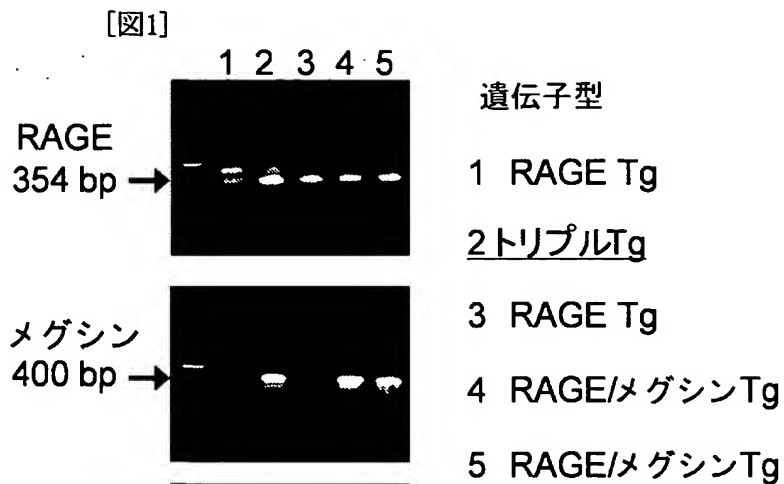 [図1]
1 2 3 4 5
RAGE
354 bp
メグシン
400 bp
遺伝子型
1 RAGE Tg
2トリプルTg
3 RAGE Tg
4 RAGE/メグシンTg
5 RAGE/メグシンTg